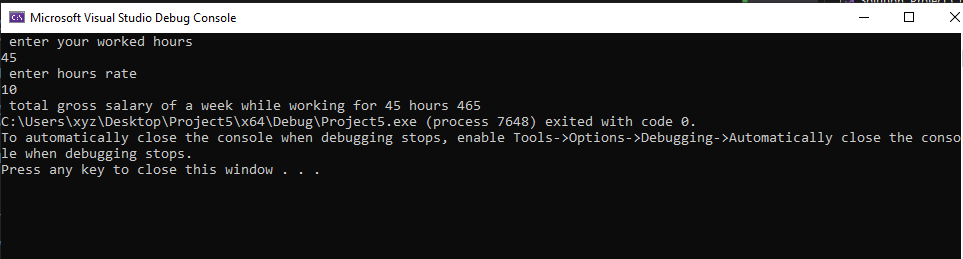 Microsoft Visual Studio Debug Console
enter your worked hours
45
enter hours rate
10
total gross salary of a week while working for 45 hours 465
C:\Users\xyz\Desktop\Project5\x64\Debug\Project5.exe (process 7648) exited with code 0.
To automatically close the console when debugging stops, enable Tools->Options->Debugging->Automatically close the conso
le when debugging stops.
Press any key to close this window . . .